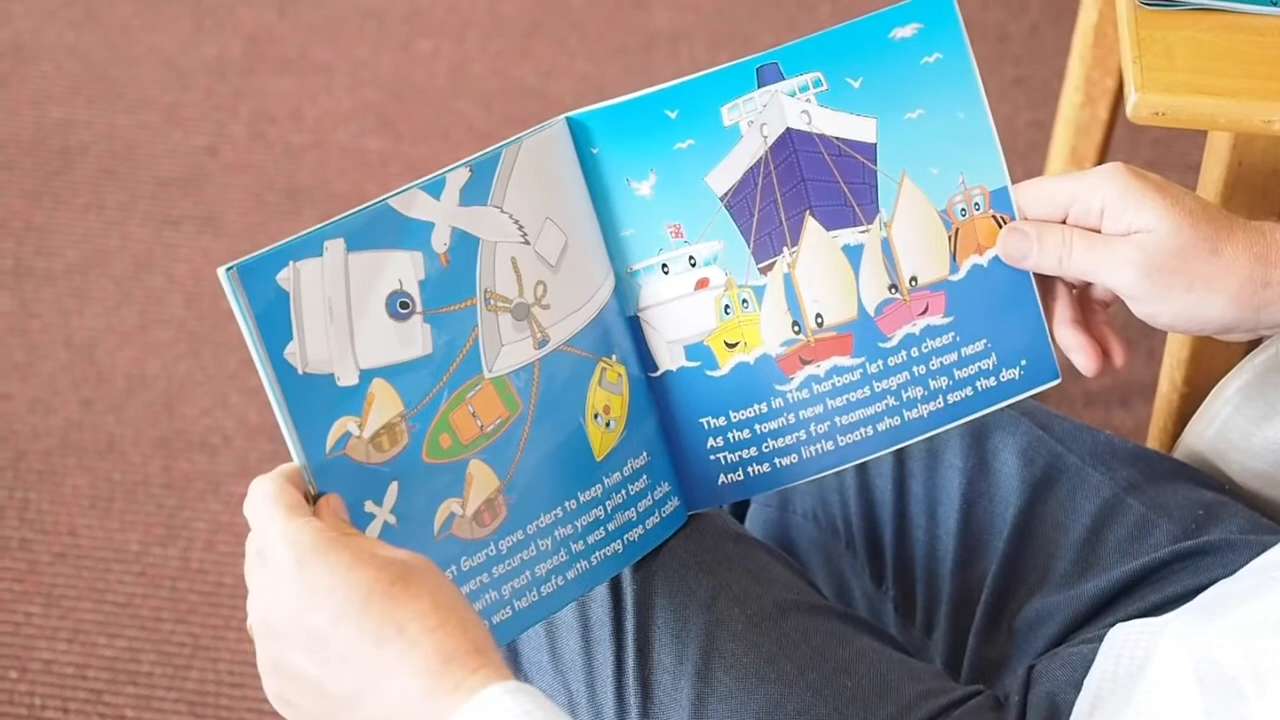 st Guard gave orders to keep him afloat.
were secured by the young pilot boat.
with great speed; he was willing and able.
was held safe with strong rope and cable
The boats in the harbour let out a cheer,
As the town's new heroes began to draw near.
"Three cheers for teamwork. Hip, hip, hooray!
And the two little boats who helped save the day."